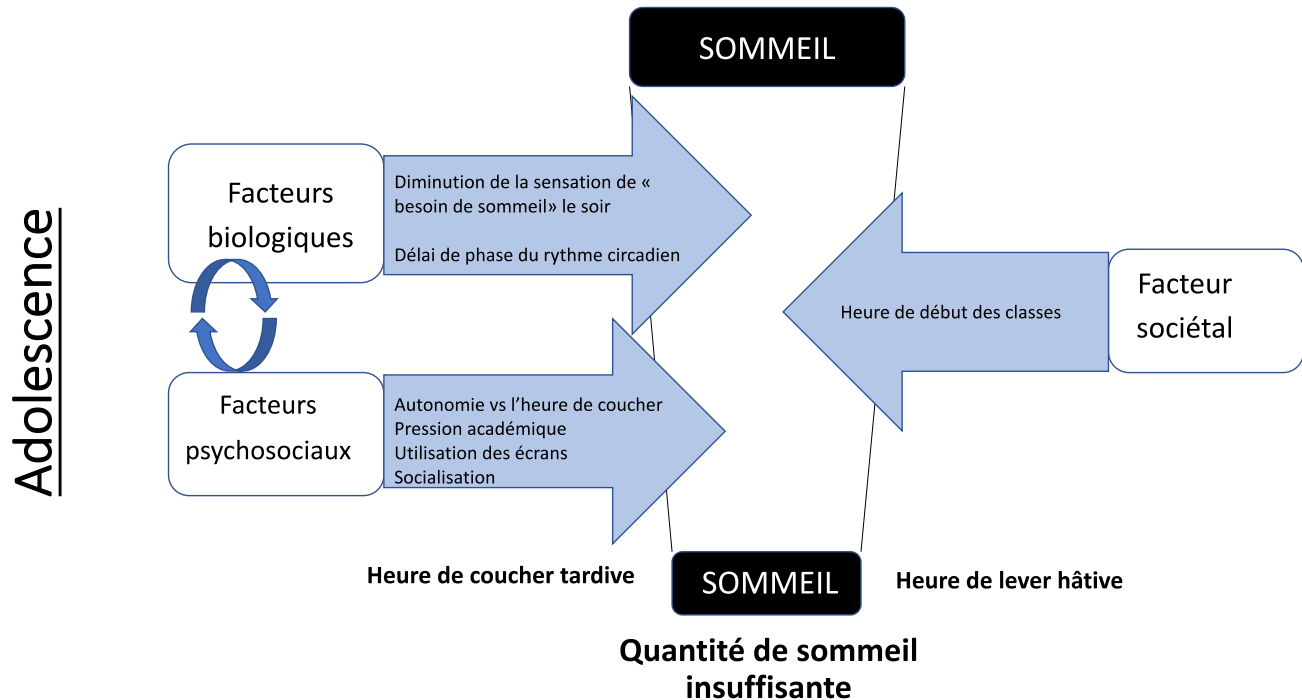 SOMMEIL
Adolescence
Facteurs
biologiques
Diminution de la sensation de «
besoin de sommeil» le soir
Délai de phase du rythme circadien
Heure de début des classes
Facteur
sociétal
Facteurs
psychosociaux
Autonomie vs l’heure de coucher
Pression académique
Utilisation des écrans
Socialisation
Heure de coucher tardive
SOMMEIL
Heure de lever hâtive
Quantité de sommeil
insuffisante